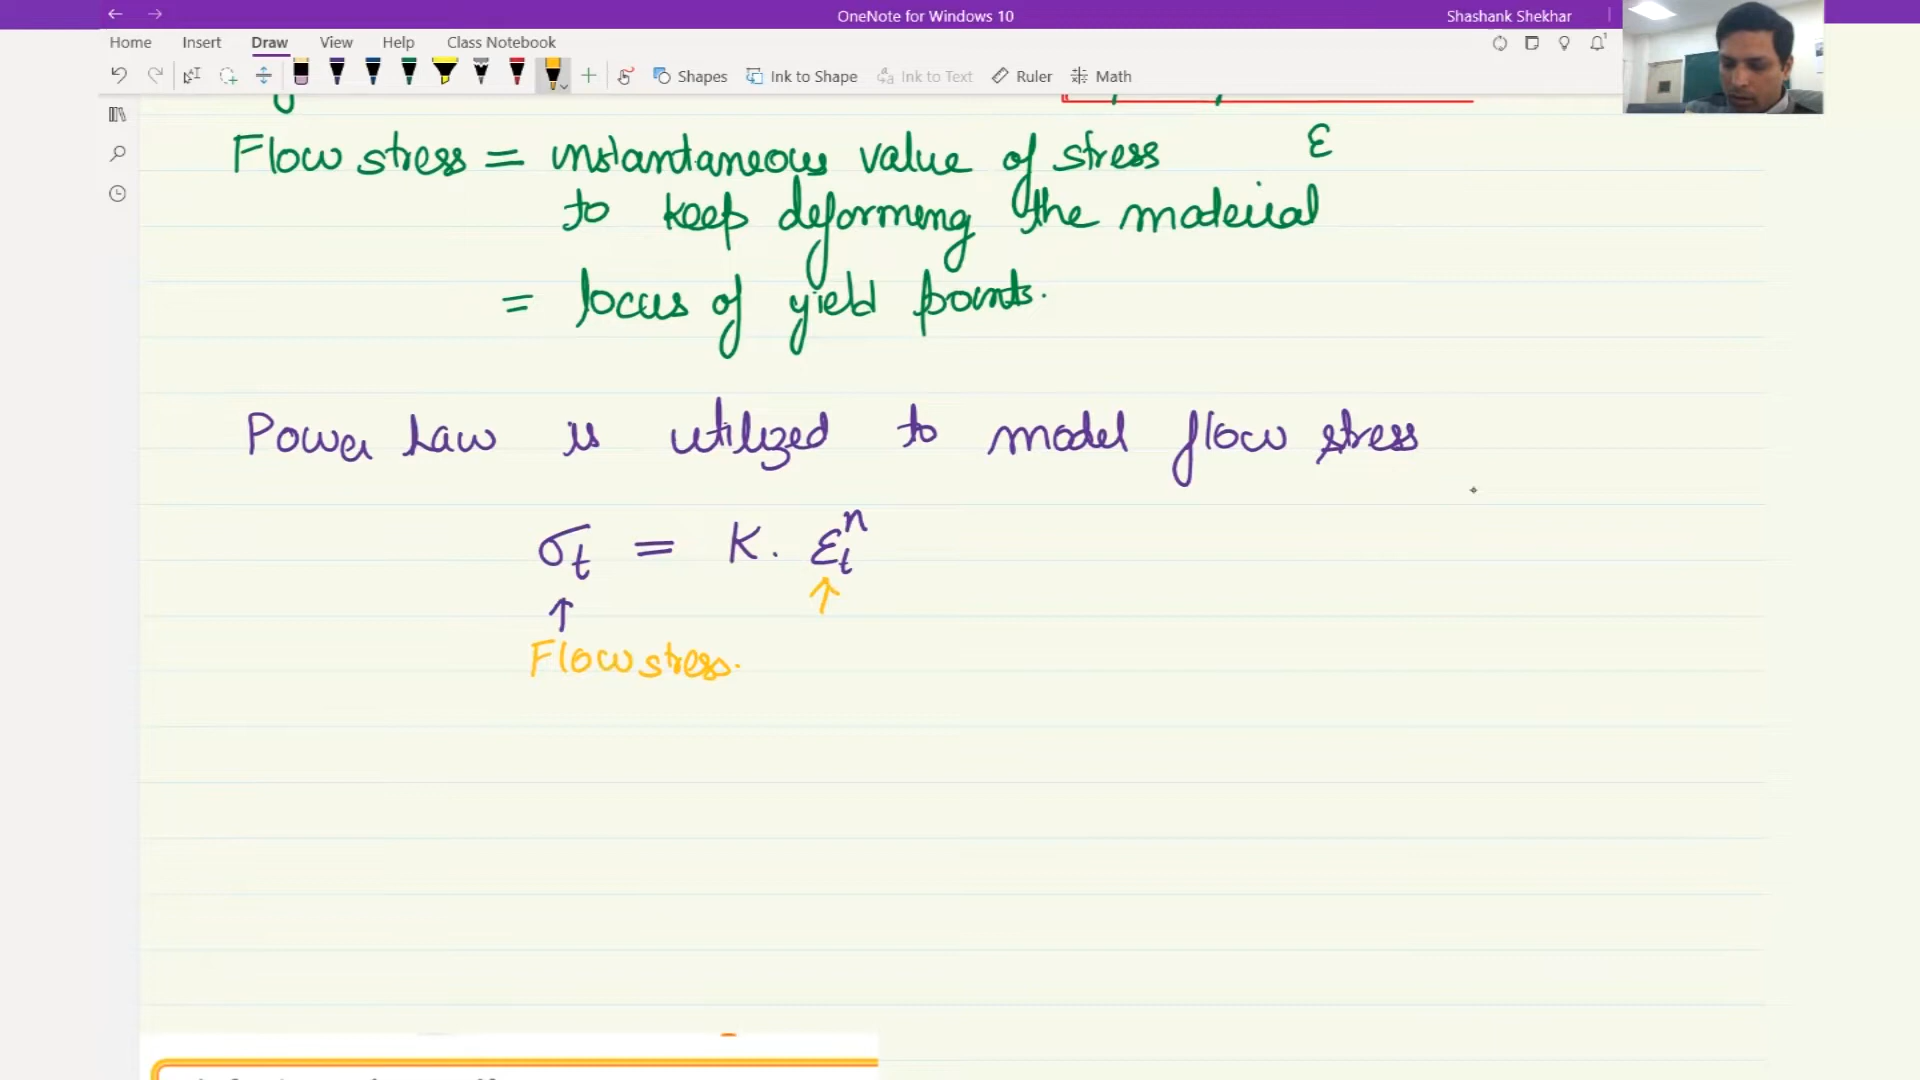 OneNote for Windows 10
Shashank Shekhar
Home Insert Draw View Help Class Notebook
Shapes Ink to Shape Ink to Text Ruler Math
Flow stress = instantaneous value of stress ε
to keep deforming the material
= locus of yield points.
Power Law is utilized to model flow stress
σt = K. εt^n
↑ ↑
Flow stress.